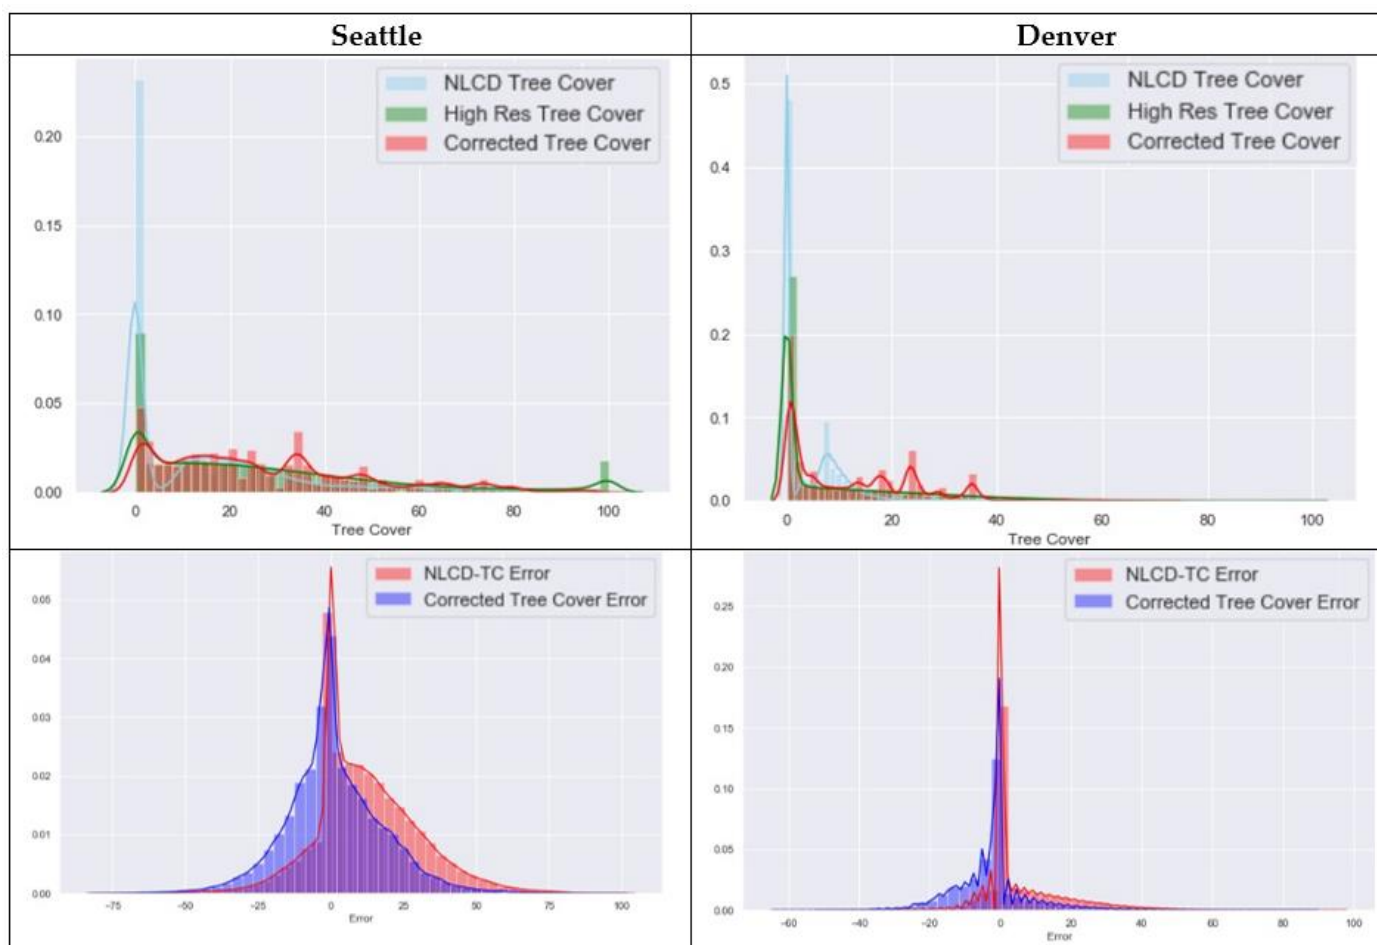 Seattle
Denver
NLCD Tree Cover
High Res Tree Cover
Corrected Tree Cover
0.20
0.15
0.10
0.05
0.00
0 20 40 60 80 100
Tree Cover
NLCD Tree Cover
High Res Tree Cover
Corrected Tree Cover
0.5
0.4
0.3
0.2
0.1
0.0
0 20 40 60 80 100
Tree Cover
NLCD-TC Error
Corrected Tree Cover Error
0.05
0.04
0.03
0.02
0.01
0.00
−75 −50 −25 0 25 50 75 100
Error
NLCD-TC Error
Corrected Tree Cover Error
0.25
0.20
0.15
0.10
0.05
0.00
−60 −40 −20 0 20 40 60 80 100
Error